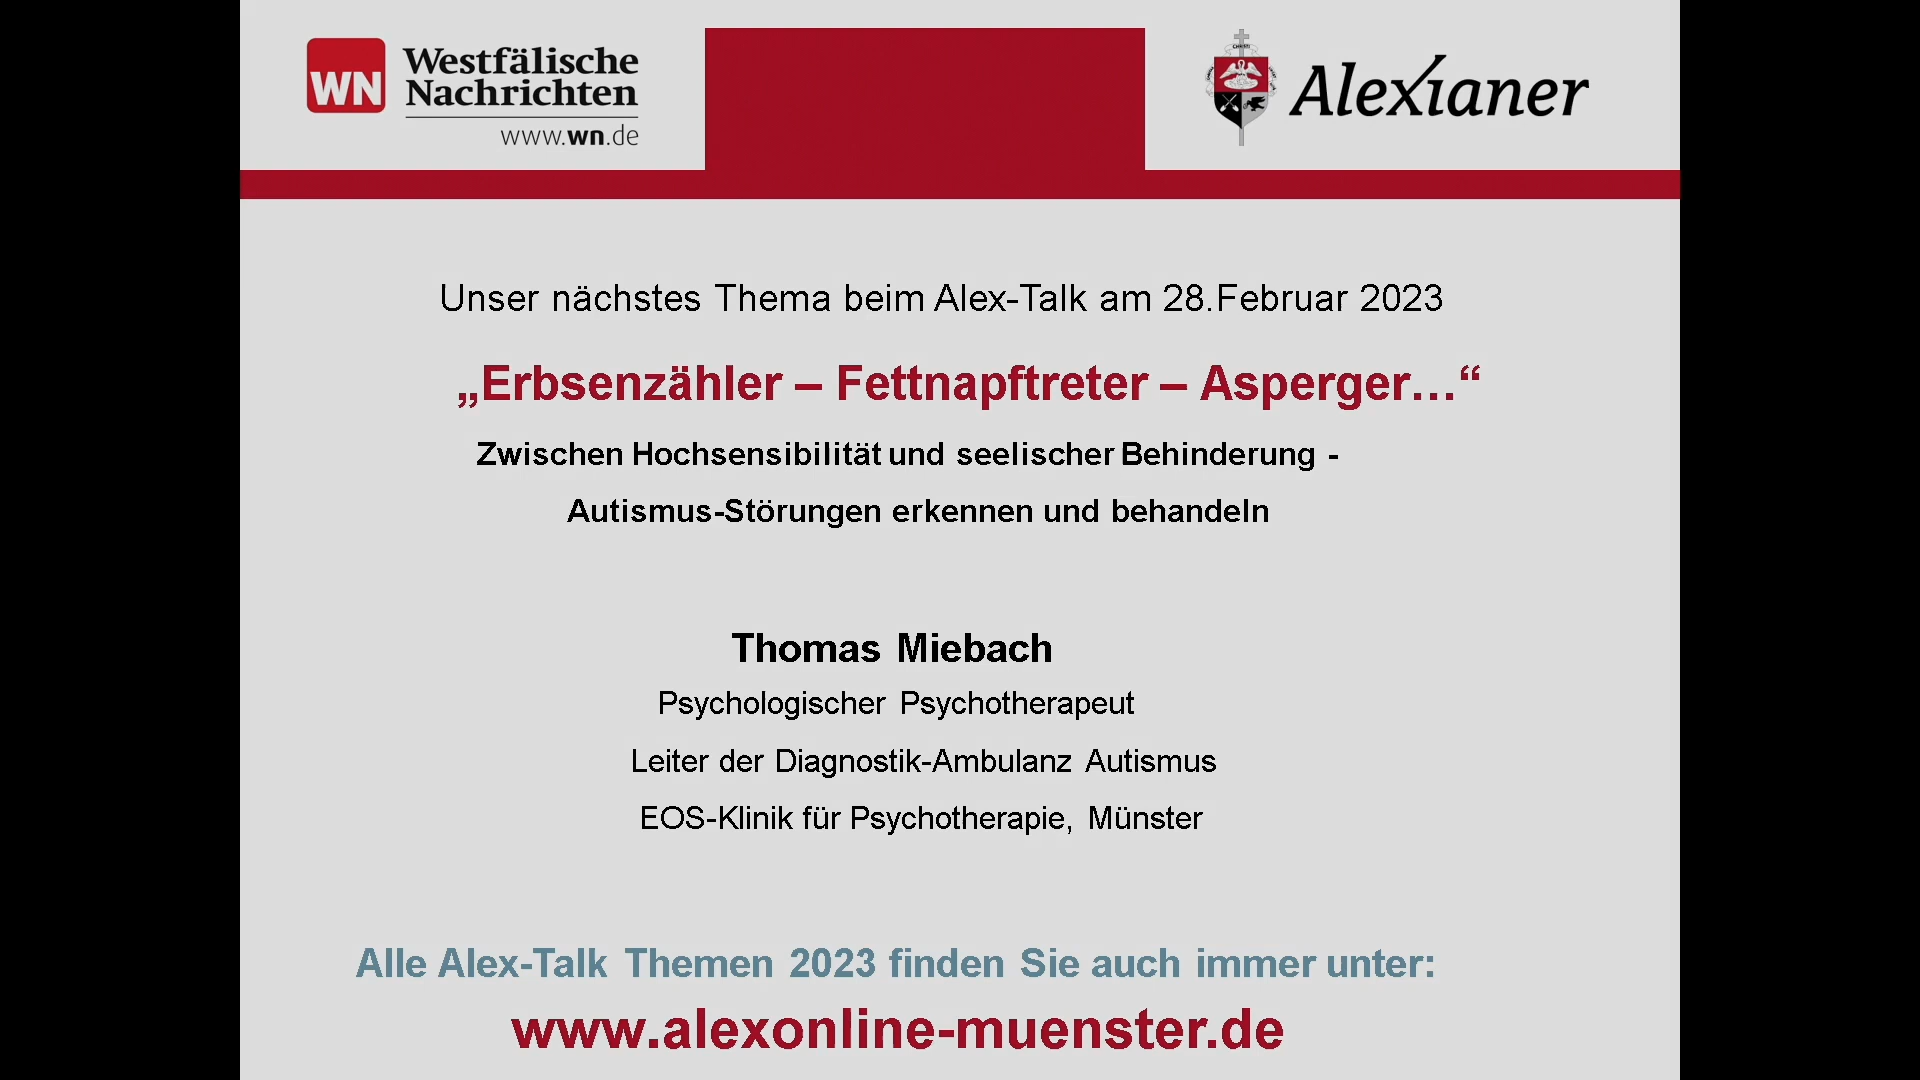 WN
Westfälische
Nachrichten
www.wn.de
Alexianer
Unser nächstes Thema beim Alex-Talk am 28.Februar 2023
„Erbsenzähler – Fettnapftreter – Asperger…“
Zwischen Hochsensibilität und seelischer Behinderung -
Autismus-Störungen erkennen und behandeln
Thomas Miebach
Psychologischer Psychotherapeut
Leiter der Diagnostik-Ambulanz Autismus
EOS-Klinik für Psychotherapie, Münster
Alle Alex-Talk Themen 2023 finden Sie auch immer unter:
www.alexonline-muenster.de